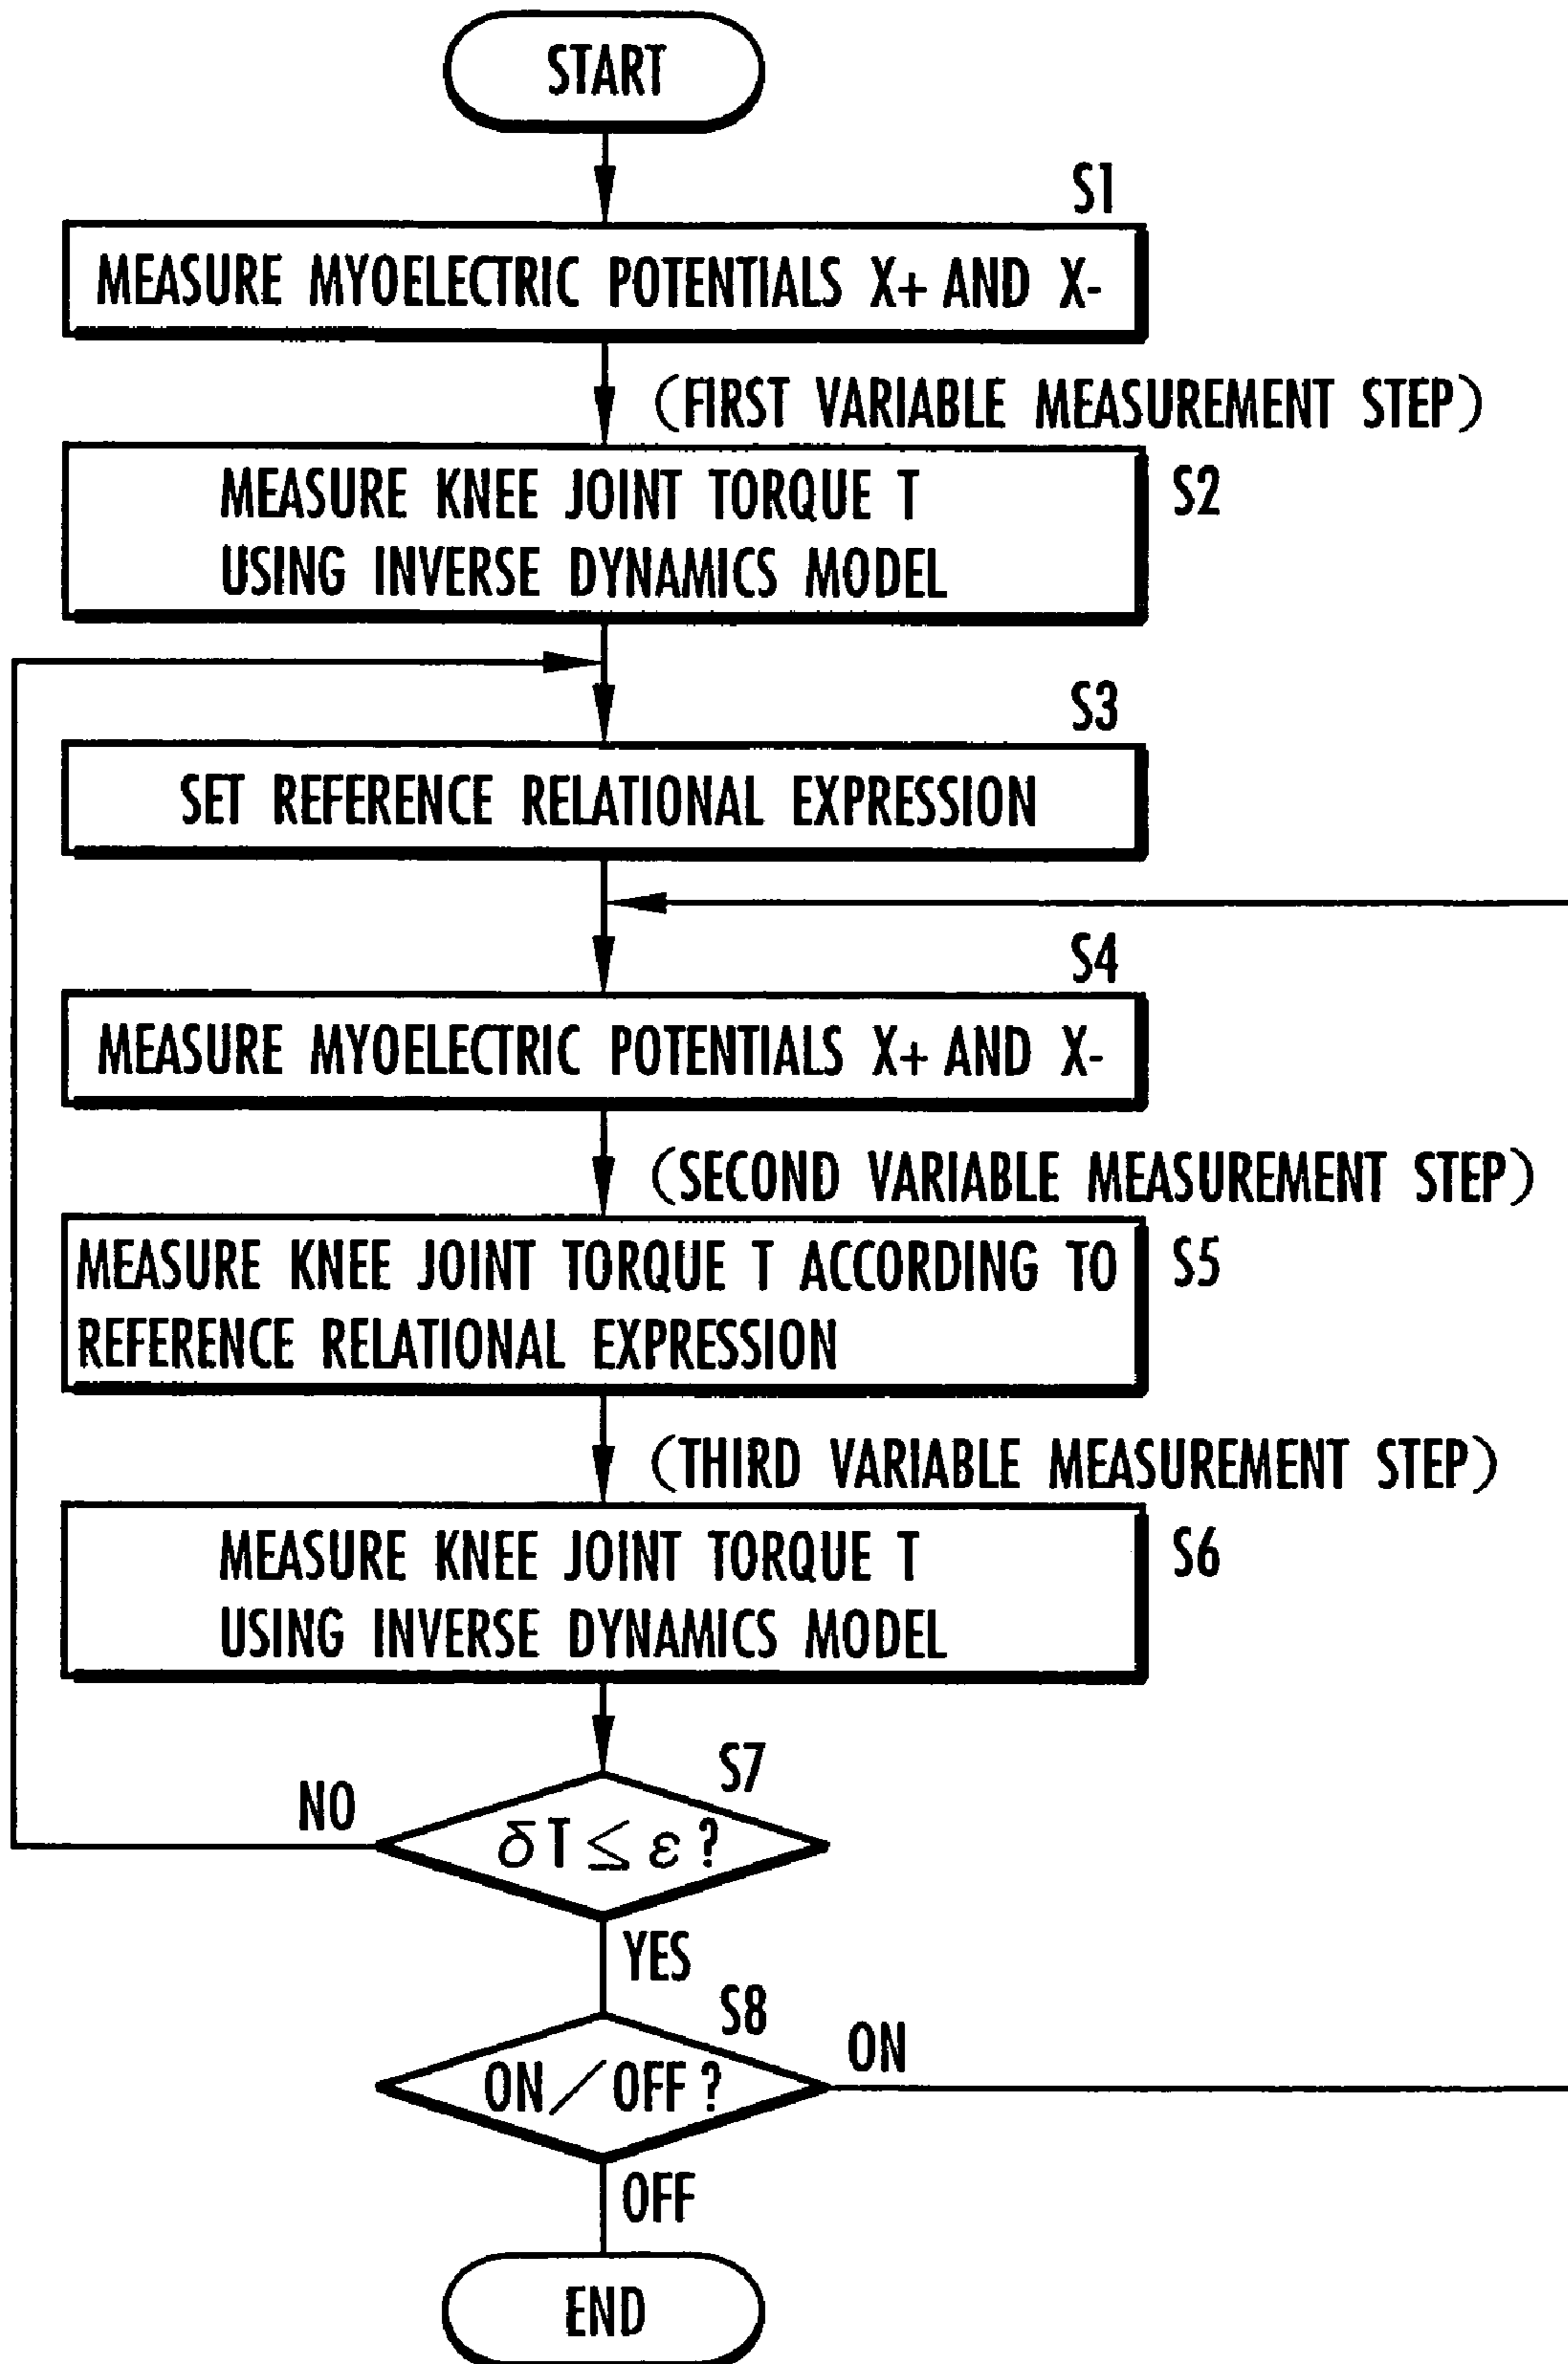 START
S1
MEASURE MYOELECTRIC POTENTIALS X+ AND X-
(FIRST VARIABLE MEASUREMENT STEP)
MEASURE KNEE JOINT TORQUE T
USING INVERSE DYNAMICS MODEL
S2
S3
SET REFERENCE RELATIONAL EXPRESSION
S4
MEASURE MYOELECTRIC POTENTIALS X+ AND X-
(SECOND VARIABLE MEASUREMENT STEP)
MEASURE KNEE JOINT TORQUE T ACCORDING TO
REFERENCE RELATIONAL EXPRESSION
S5
(THIRD VARIABLE MEASUREMENT STEP)
MEASURE KNEE JOINT TORQUE T
USING INVERSE DYNAMICS MODEL
S6
S7
NO
δT≦ε?
YES
S8
ON/OFF?
ON
OFF
END